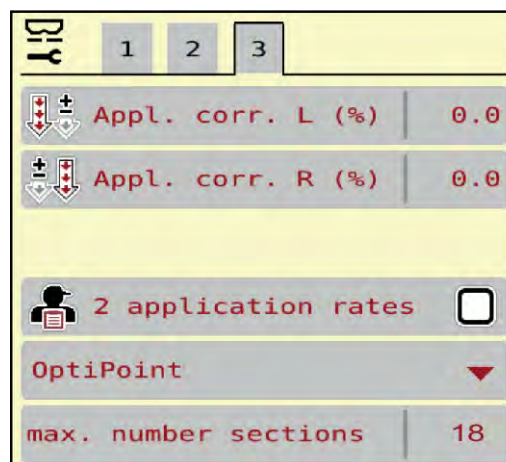 1 2 3
Appl. corr. L (%) 0.0
Appl. corr. R (%) 0.0
2 application rates
OptiPoint
max. number sections 18